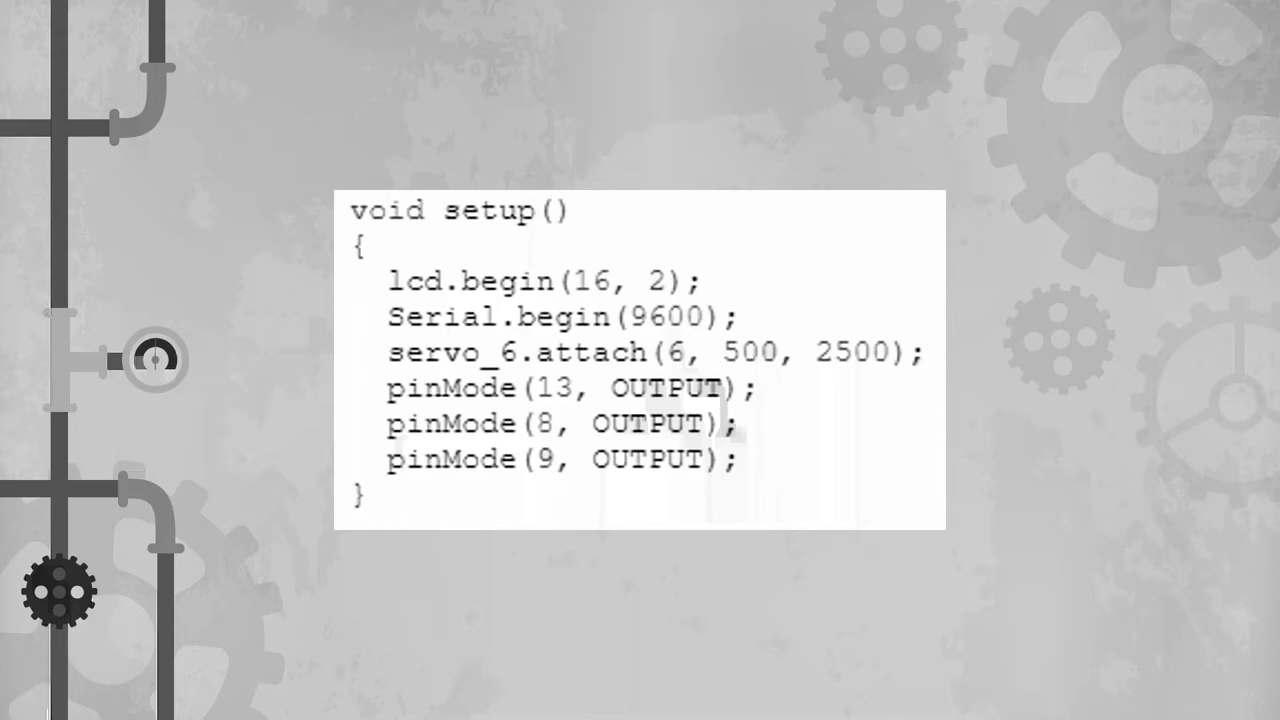 void setup()
{
  lcd.begin(16, 2);
  Serial.begin(9600);
  servo_6.attach(6, 500, 2500);
  pinMode(13, OUTPUT);
  pinMode(8, OUTPUT);
  pinMode(9, OUTPUT);
}